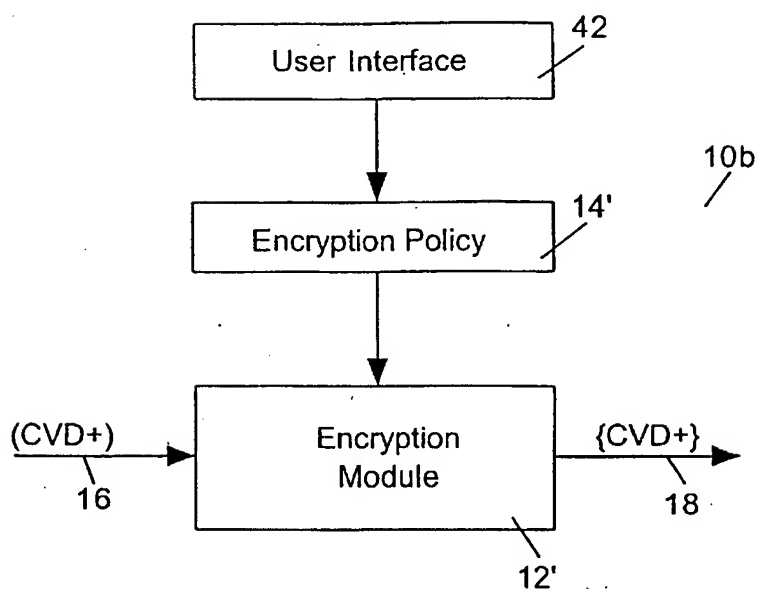 42
User Interface
10b
14'
Encryption Policy
(CVD+)
16
Encryption
Module
{CVD+}
18
12'